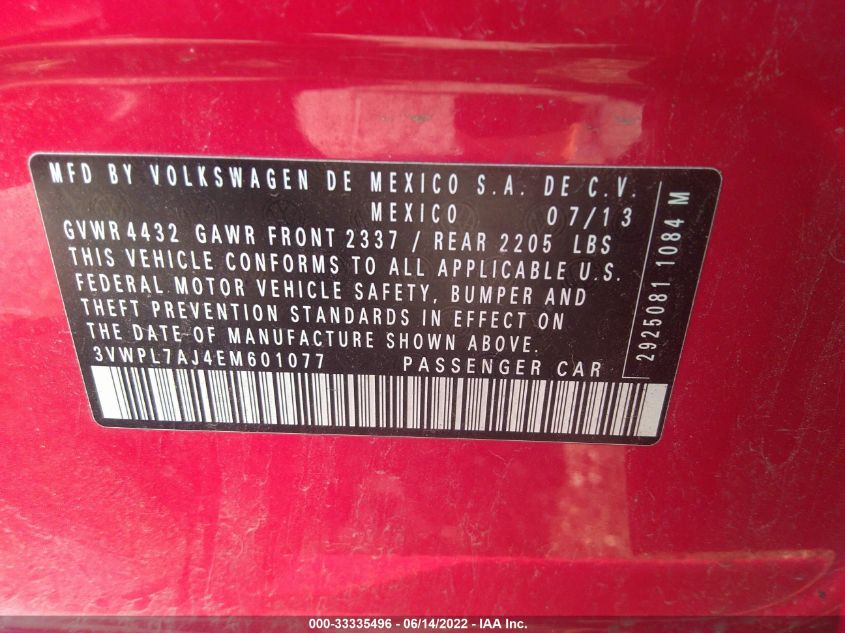 MFD BY VOLKSWAGEN DE MEXICO S.A. DE C.V.
MEXICO 07/13
GVWR 4432 GAWR FRONT 2337 / REAR 2205 LBS
THIS VEHICLE CONFORMS TO ALL APPLICABLE U.S.
FEDERAL MOTOR VEHICLE SAFETY, BUMPER AND
THEFT PREVENTION STANDARDS IN EFFECT ON
THE DATE OF MANUFACTURE SHOWN ABOVE.
3VWPL7AJ4EM601077 PASSENGER CAR
2925081 1084 M
000-33335496 - 06/14/2022 - IAA Inc.